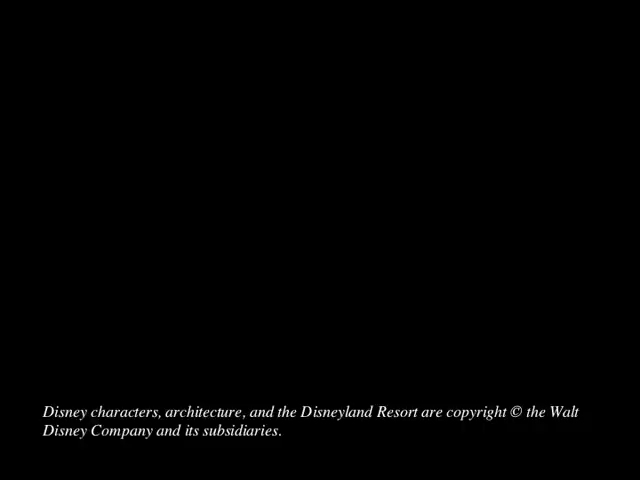 Disney characters, architecture, and the Disneyland Resort are copyright © the Walt
Disney Company and its subsidiaries.